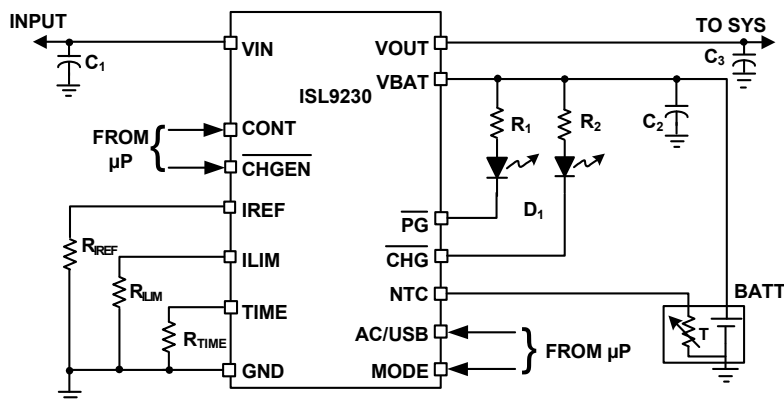 INPUT
TO SYS
VIN
VOUT
C1
C3
VBAT
ISL9230
R1
R2
C2
FROM
µP
CONT
CHGEN
IREF
PG
D1
RIREF
ILIM
CHG
RILIM
NTC
BATT
TIME
RTIME
AC/USB
T
FROM µP
GND
MODE